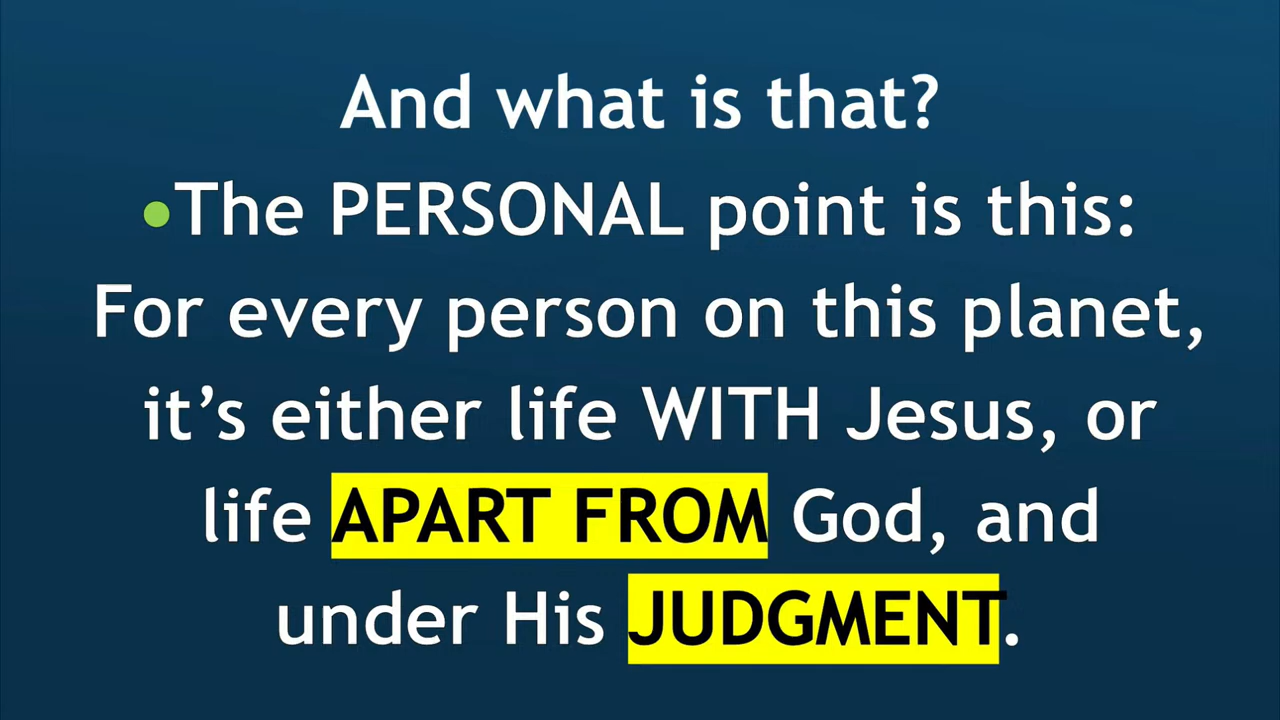 And what is that?
•The PERSONAL point is this:
For every person on this planet,
it’s either life WITH Jesus, or
life APART FROM God, and
under His JUDGMENT.